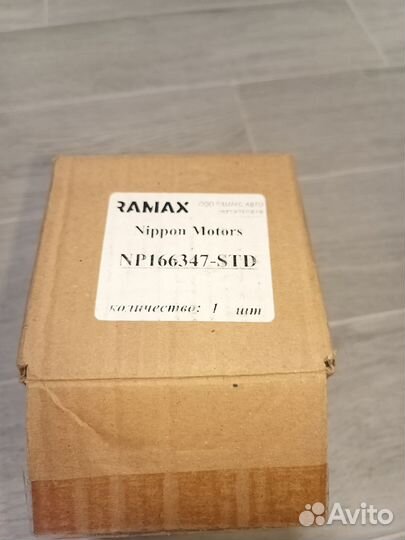 RAMAX
Nippon Motors
NP166347-STD
количество: 1 шт
Avito